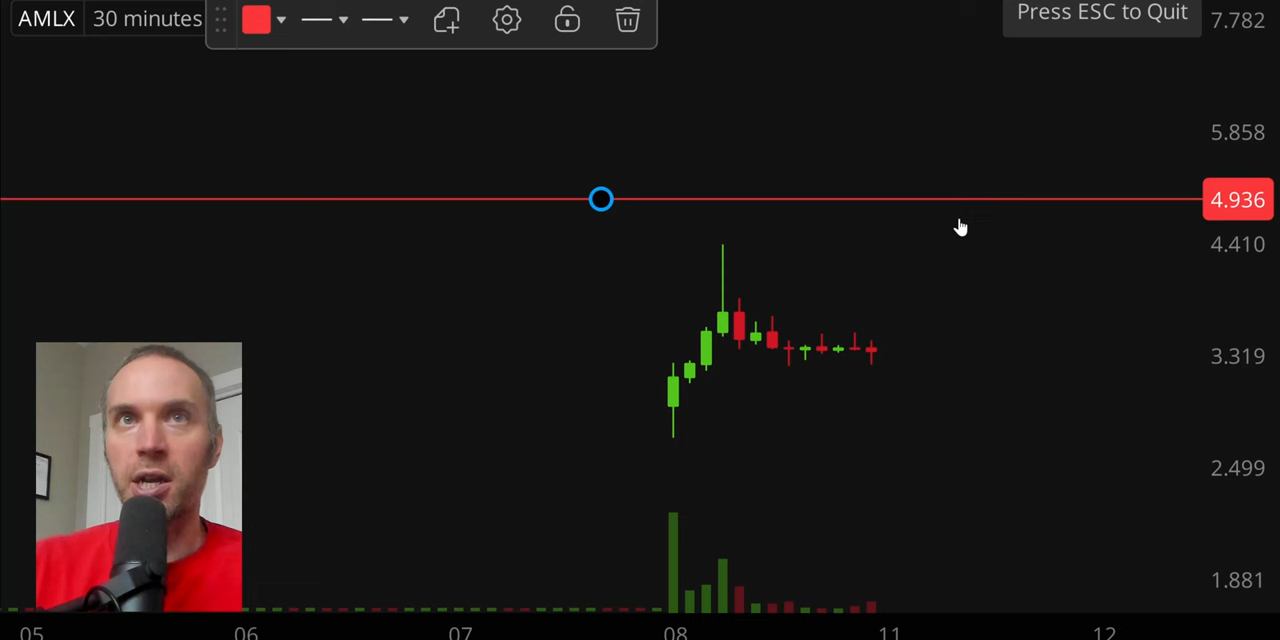 AMLX 30 minutes
Press ESC to Quit
7.782
5.858
4.936
4.410
3.319
2.499
1.881
05 06 07 08 11 12